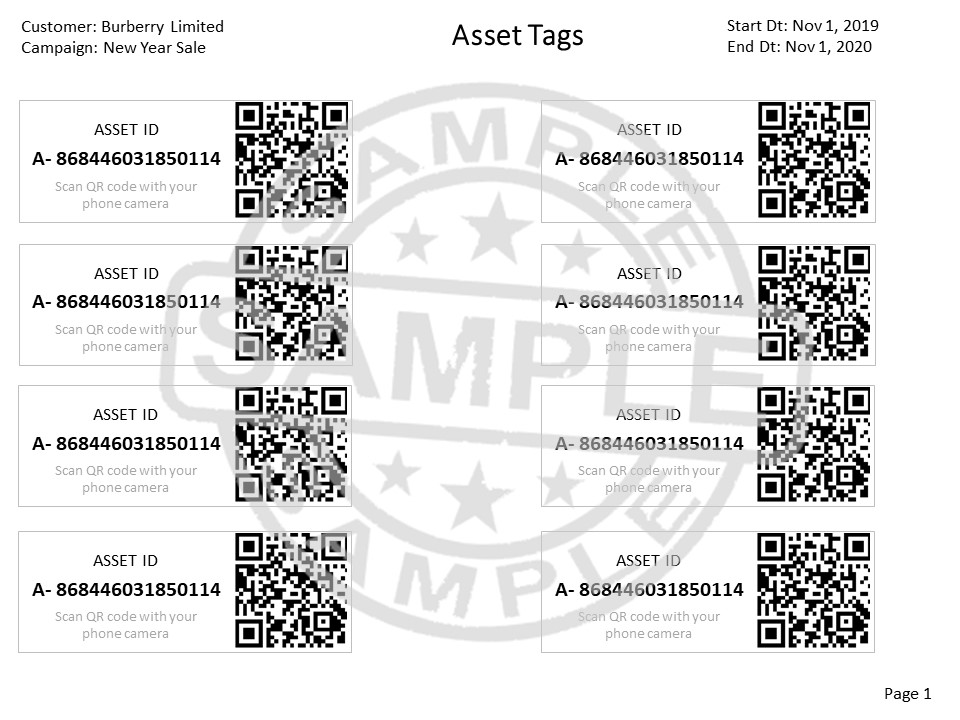 Customer: Burberry Limited
Campaign: New Year Sale
Asset Tags
Start Dt: Nov 1, 2019
End Dt: Nov 1, 2020
ASSET ID
A- 868446031850114
Scan QR code with your
phone camera
ASSET ID
A- 868446031850114
Scan QR code with your
phone camera
ASSET ID
A- 868446031850114
Scan QR code with your
phone camera
ASSET ID
A- 868446031850114
Scan QR code with your
phone camera
ASSET ID
A- 868446031850114
Scan QR code with your
phone camera
ASSET ID
A- 868446031850114
Scan QR code with your
phone camera
ASSET ID
A- 868446031850114
Scan QR code with your
phone camera
ASSET ID
A- 868446031850114
Scan QR code with your
phone camera
SAMPLE
SAMPLE
SAMPLE
Page 1